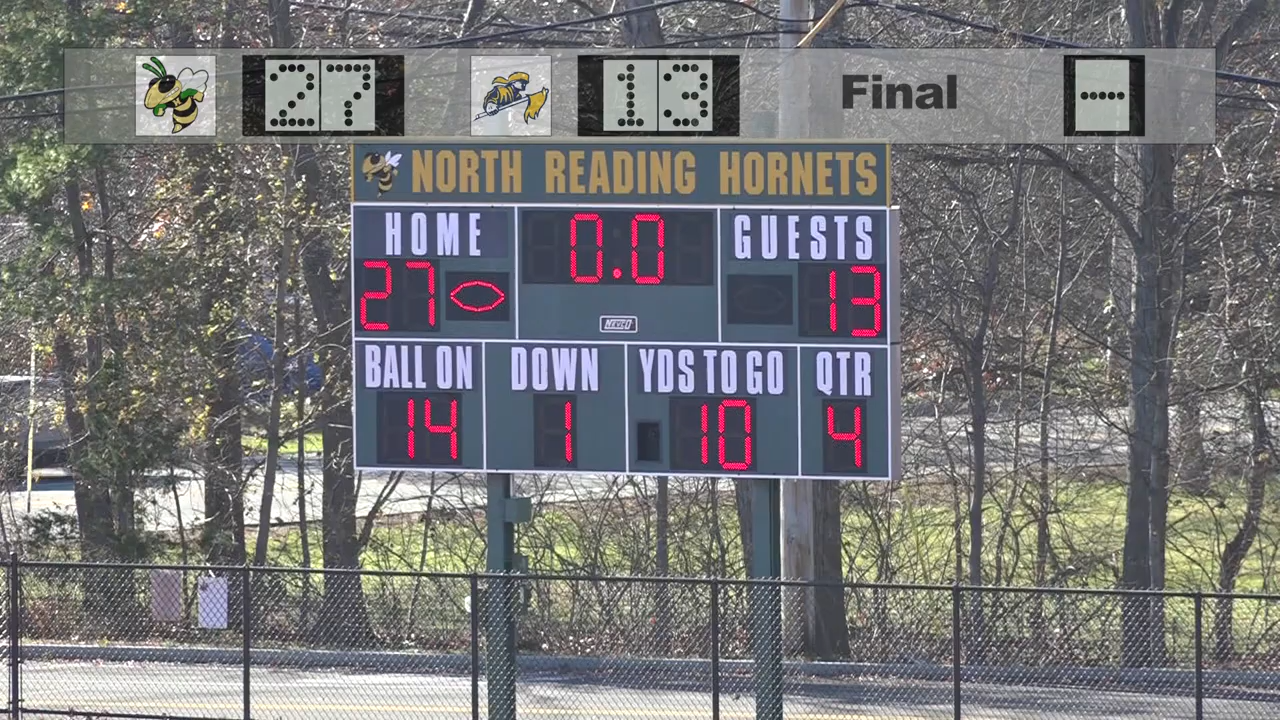 27 13 Final -
NORTH READING HORNETS
HOME 0.0 GUESTS
27 13
NEVCO
BALL ON DOWN YDS TO GO QTR
14 1 10 4